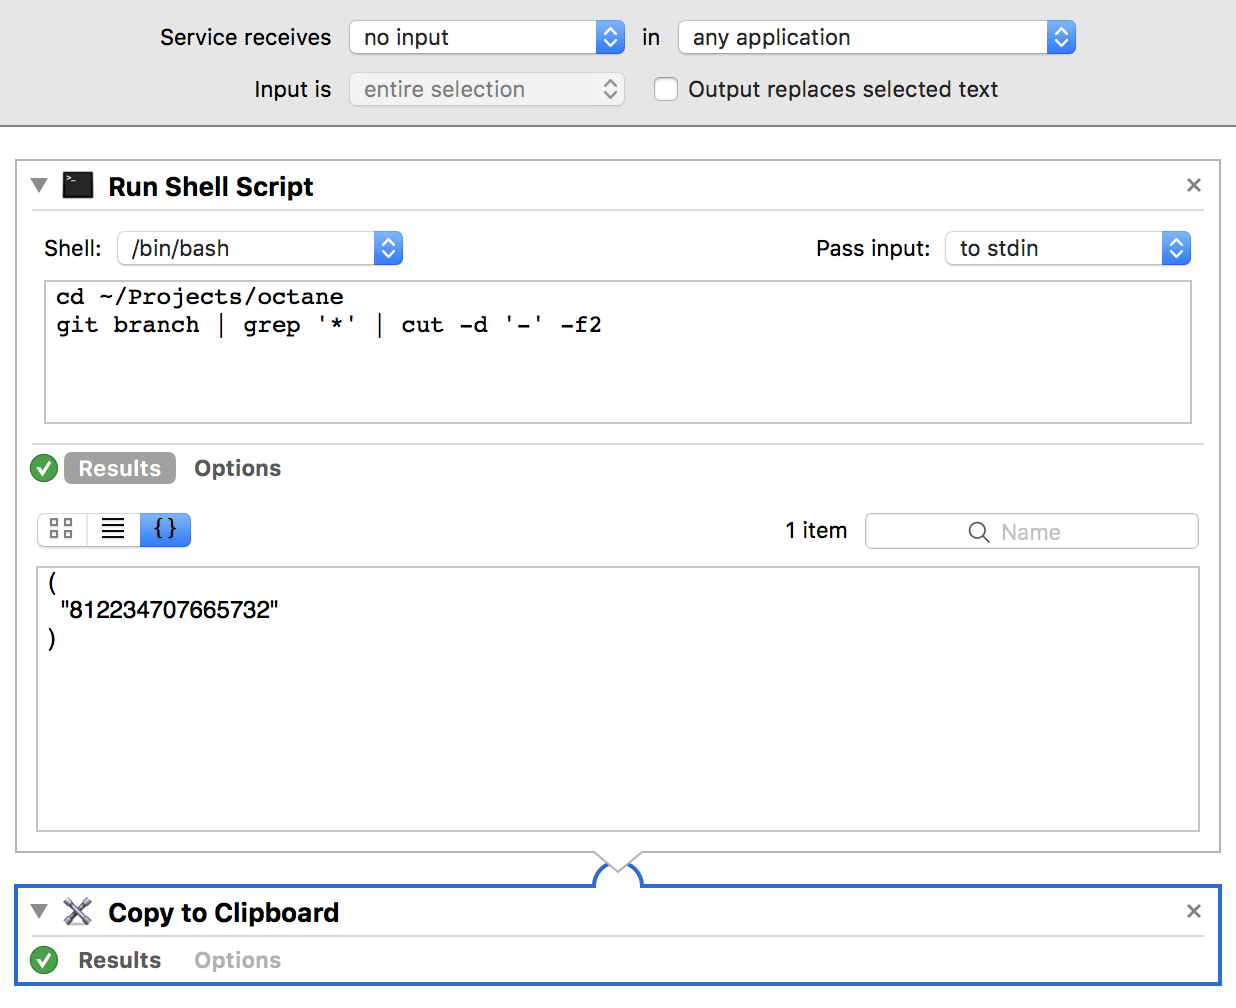 Service receives no input in any application
Input is entire selection Output replaces selected text
Run Shell Script
Shell: /bin/bash Pass input: to stdin
cd ~/Projects/octane
git branch | grep '*' | cut -d '-' -f2
Results Options
{} 1 item Name
(
"812234707665732"
)
Copy to Clipboard
Results Options